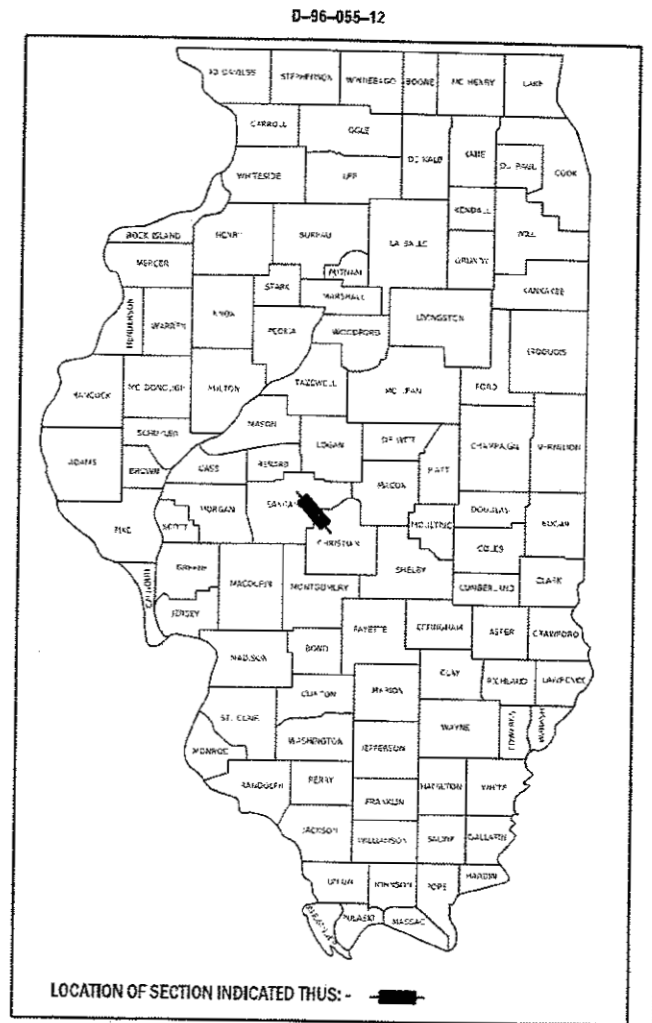 D-96-055-12
JO DAVIESS
STEPHENSON
WINNEBAGO
BOONE
MC HENRY
LAKE
CARROLL
OGLE
DE KALB
KANE
COOK
WHITESIDE
LEE
KENDALL
ROCK ISLAND
HENRY
BUREAU
LA SALLE
WILL
GRUNDY
MERCER
PUTNAM
STARK
MARSHALL
KANKAKEE
HENDERSON
WARREN
KNOX
PEORIA
WOODFORD
LIVINGSTON
IROQUOIS
HANCOCK
MC DONOUGH
TAZEWELL
MC LEAN
FORD
MASON
SCHUYLER
LOGAN
DE WITT
CHAMPAIGN
VERMILION
ADAMS
BROWN
CASS
MENARD
PIATT
MACON
MORGAN
SANGA
DOUGLAS
EDGAR
PIKE
SCOTT
CHRISTIAN
MOULTRIE
COLES
GREENE
SHELBY
CALHOUN
MACOUPIN
MONTGOMERY
CUMBERLAND
CLARK
JERSEY
FAYETTE
EFFINGHAM
JASPER
CRAWFORD
MADISON
BOND
CLAY
RICHLAND
LAWRENCE
CLINTON
MARION
ST. CLAIR
WAYNE
EDWARDS
WABASH
WASHINGTON
JEFFERSON
MONROE
RANDOLPH
PERRY
HAMILTON
WHITE
FRANKLIN
JACKSON
WILLIAMSON
SALINE
GALLATIN
UNION
JOHNSON
POPE
HARDIN
PULASKI
MASSAC
LOCATION OF SECTION INDICATED THUS: -